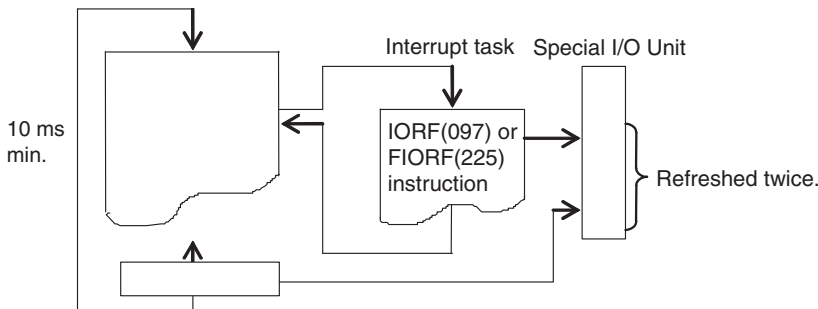 Interrupt task
Special I/O Unit
10 ms
min.
IORF(097) or
FIORF(225)
instruction
Refreshed twice.